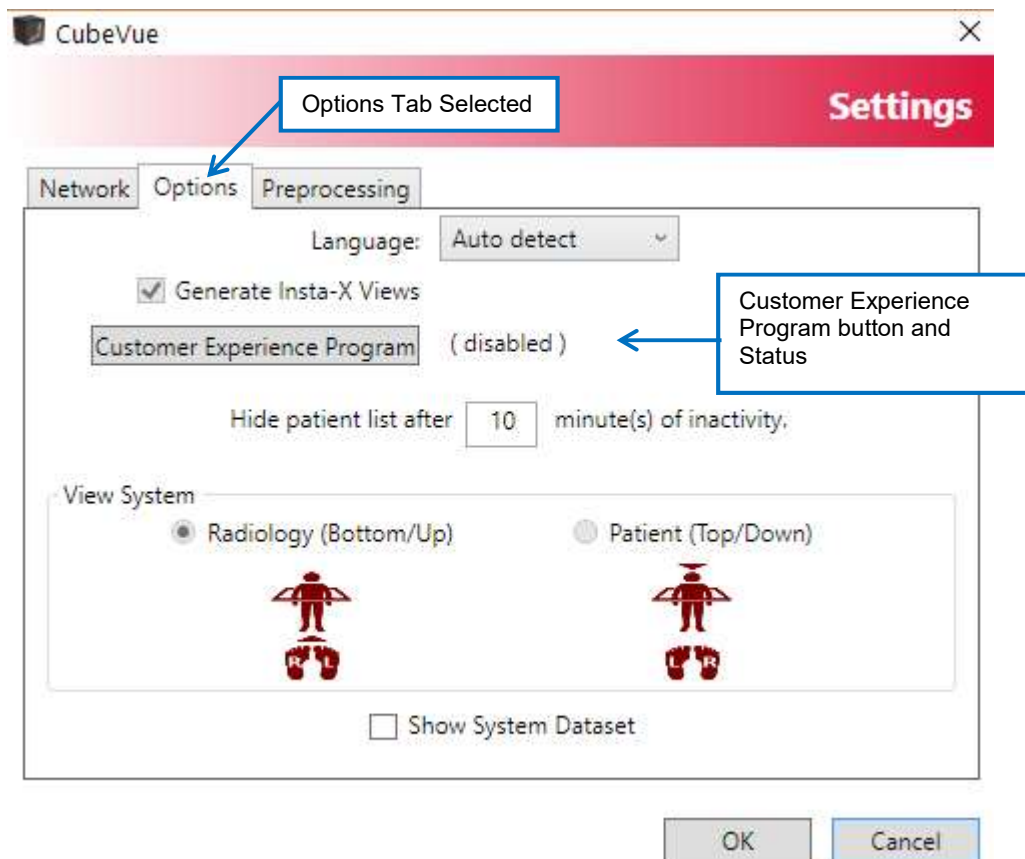 CubeVue
Options Tab Selected
Settings
Network Options Preprocessing
Language: Auto detect
Generate Insta-X Views
Customer Experience Program ( disabled )
Customer Experience
Program button and
Status
Hide patient list after 10 minute(s) of inactivity.
View System
Radiology (Bottom/Up) Patient (Top/Down)
R L L R
Show System Dataset
OK Cancel